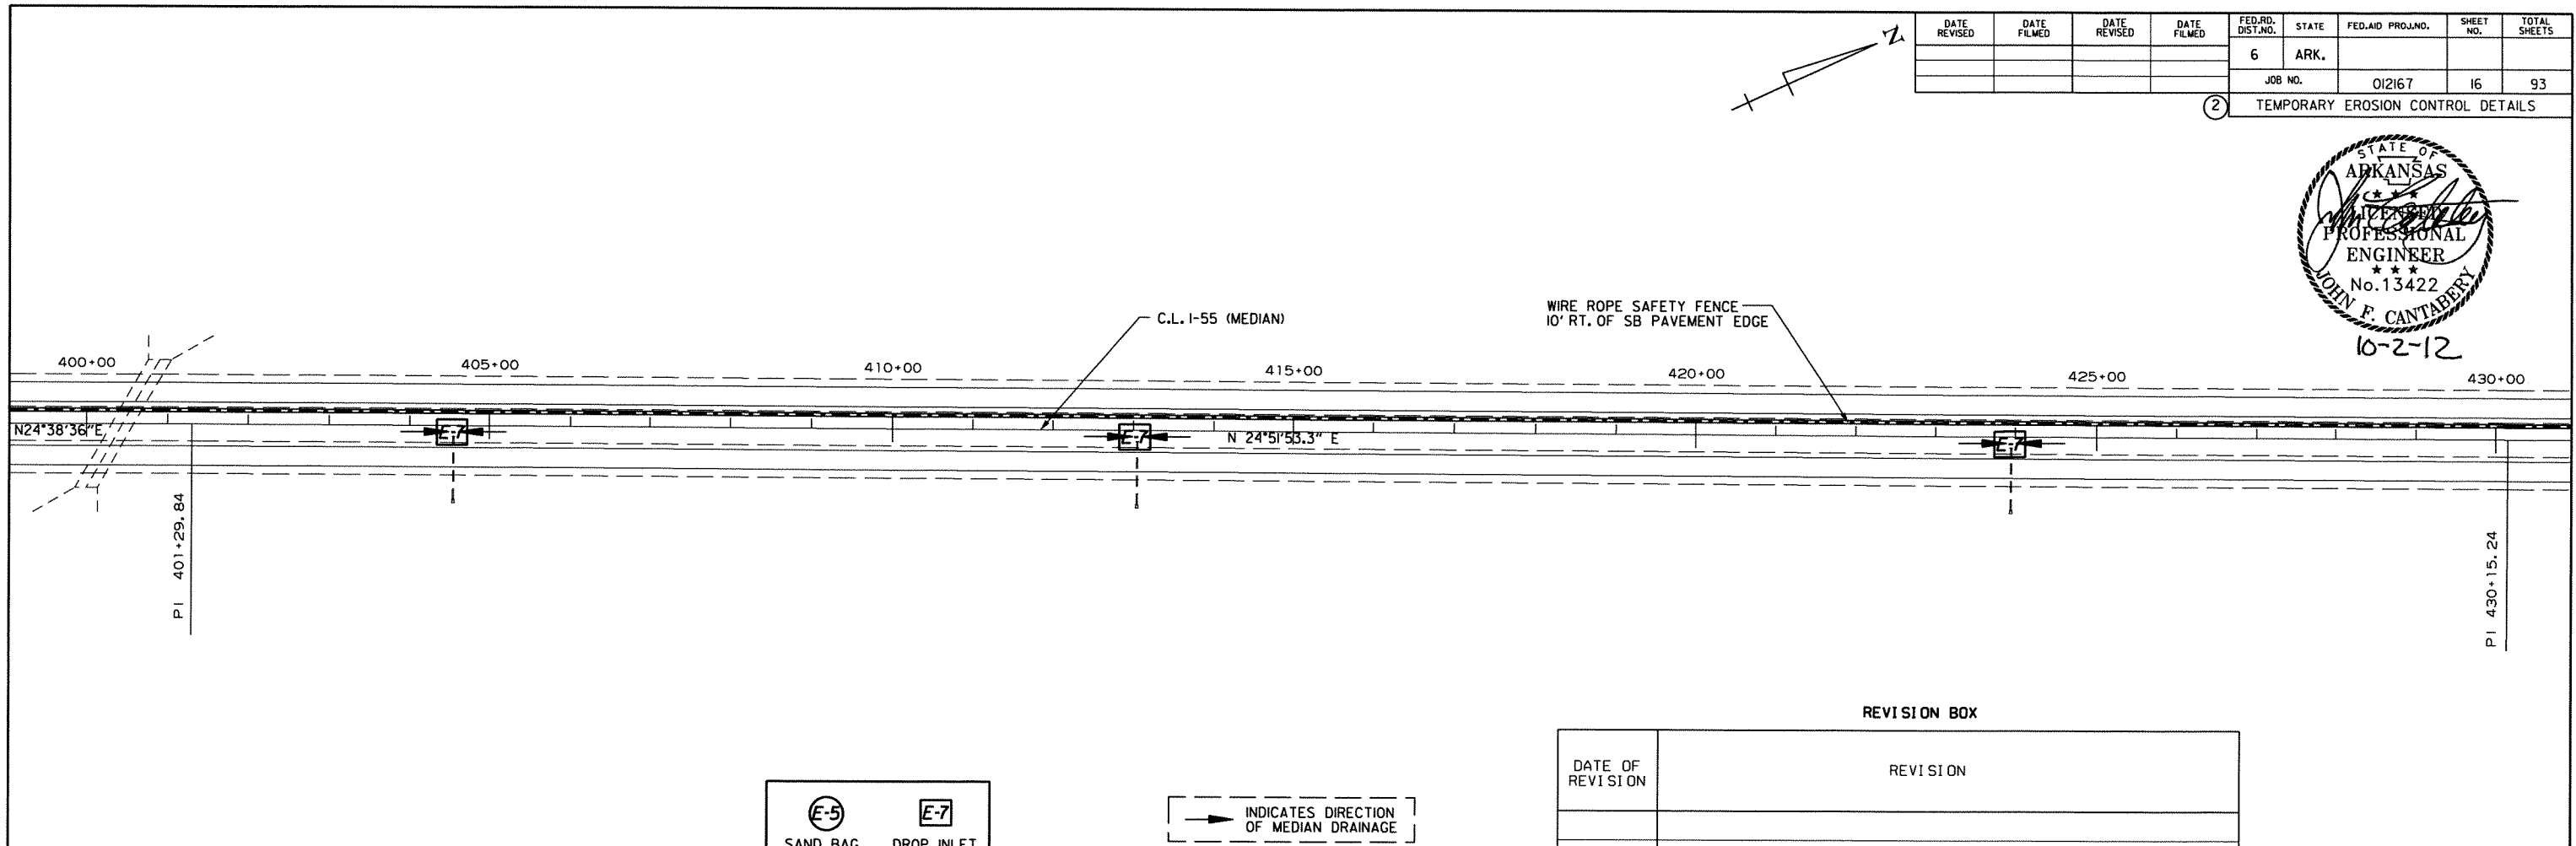 DATE REVISED
DATE FILMED
DATE REVISED
DATE FILMED
FED.RD. DIST.NO.
STATE
FED.AID PROJ.NO.
SHEET NO.
TOTAL SHEETS
6
ARK.
JOB NO.
012167
16
93
2
TEMPORARY EROSION CONTROL DETAILS
N
STATE OF
ARKANSAS
LICENSED
PROFESSIONAL
ENGINEER
No.13422
JOHN F. CANTABERY
10-2-12
C.L. I-55 (MEDIAN)
WIRE ROPE SAFETY FENCE
10' RT. OF SB PAVEMENT EDGE
400+00
405+00
410+00
415+00
420+00
425+00
430+00
N24°38'36"E
E-7
E-7
N 24°51'53.3" E
E-7
PI 401+29.84
PI 430+15.24
REVISION BOX
DATE OF REVISION
REVISION
E-5
E-7
SAND BAG
DROP INLET
INDICATES DIRECTION
OF MEDIAN DRAINAGE